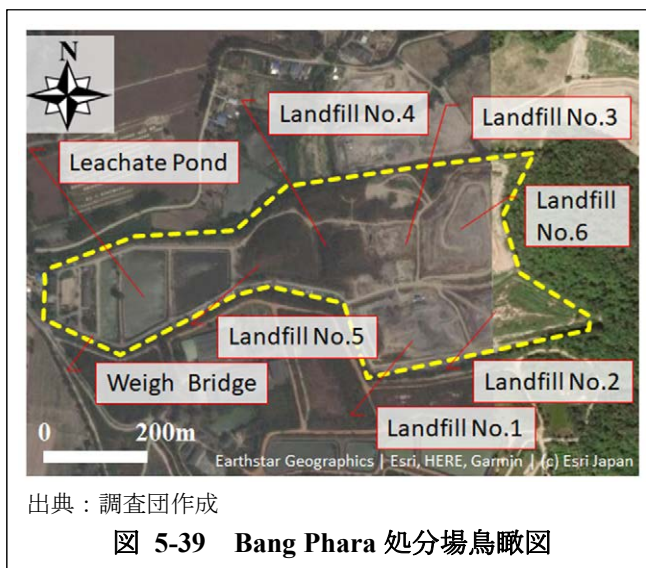 N
Landfill No.4
Landfill No.3
Leachate Pond
Landfill
No.6
Landfill No.5
Weigh Bridge
Landfill No.2
Landfill No.1
0 200m
Earthstar Geographics | Esri, HERE, Garmin | (c) Esri Japan
出典：調査団作成
図 5-39 Bang Phara 処分場鳥瞰図